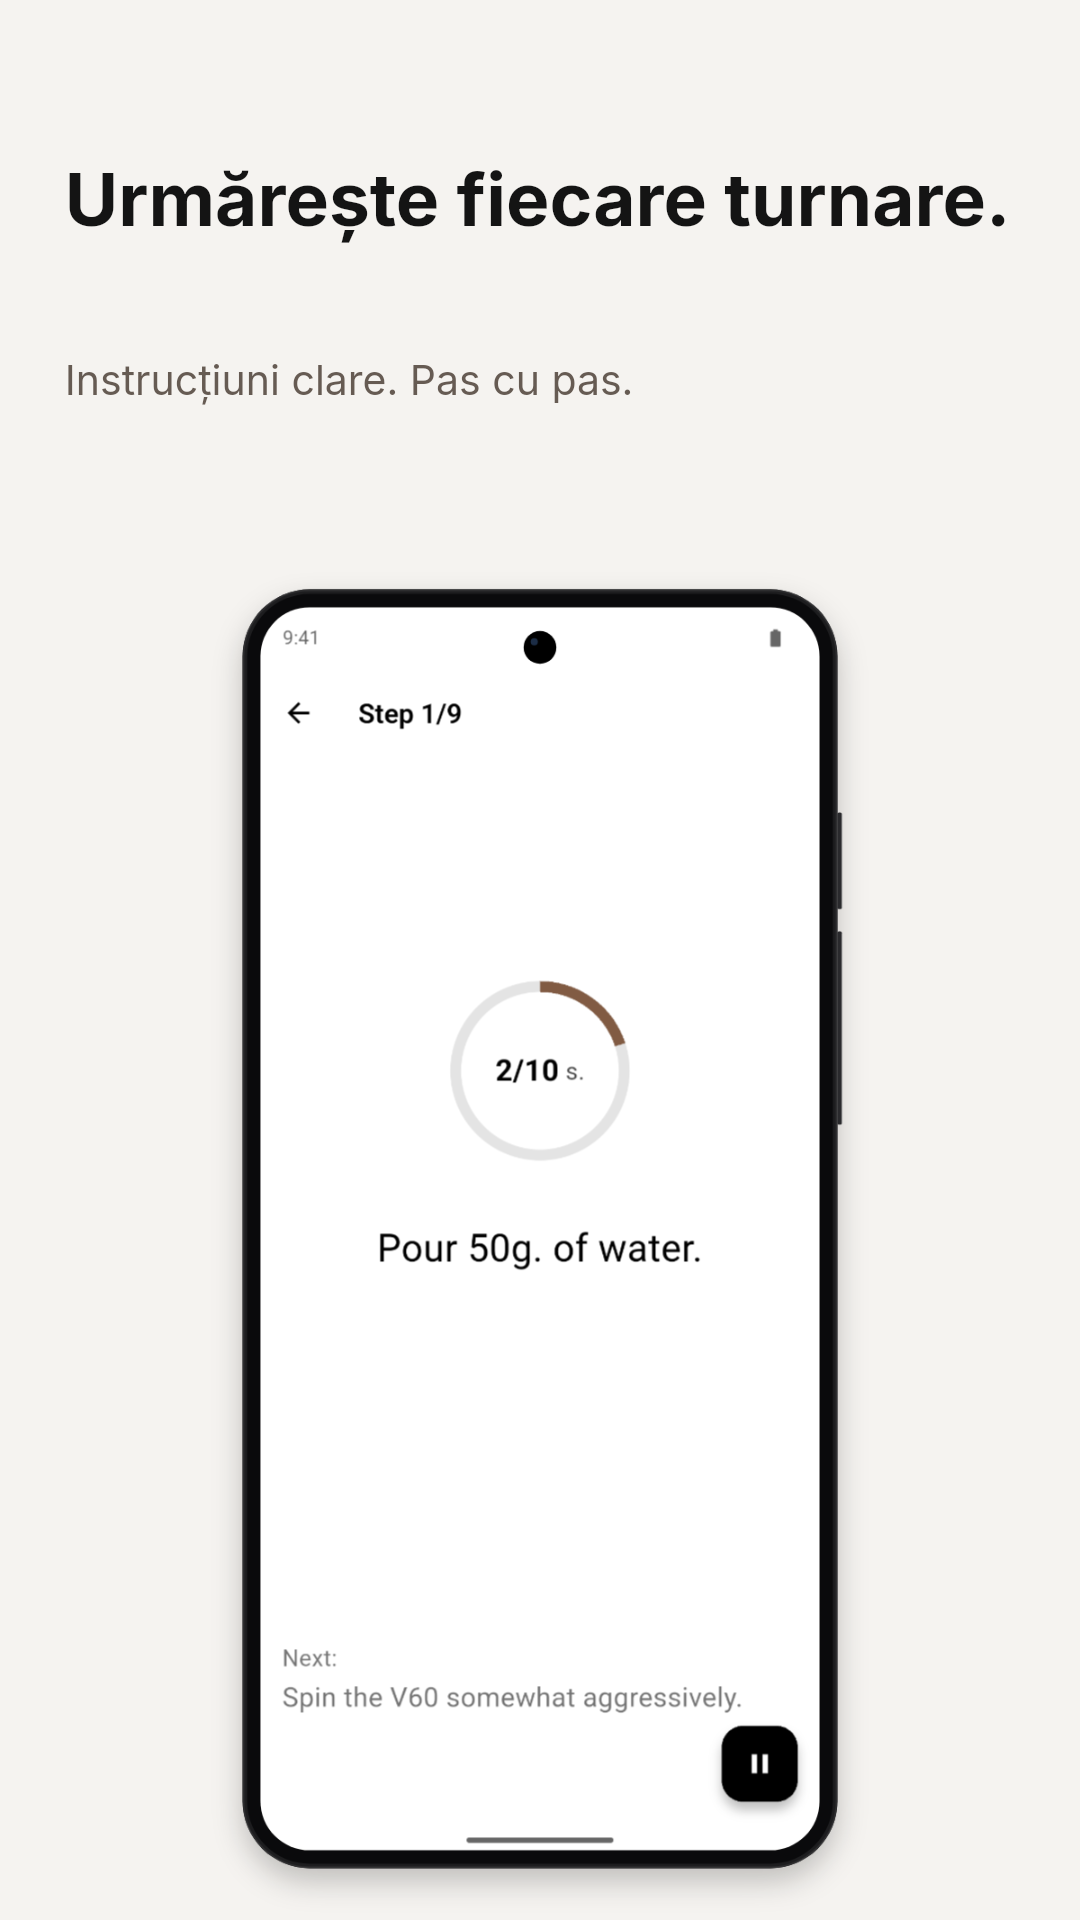 Urmărește fiecare turnare.
Instrucțiuni clare. Pas cu pas.
9:41
Step 1/9
2/10 s.
Pour 50g. of water.
Next:
Spin the V60 somewhat aggressively.